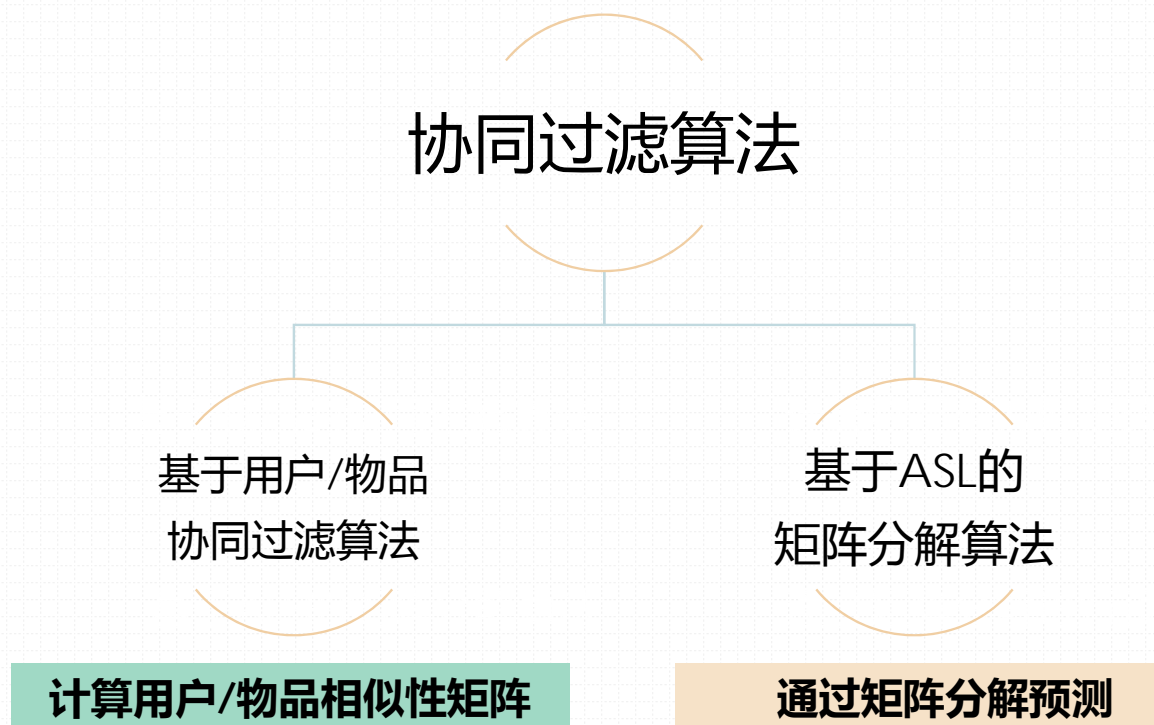 协同过滤算法
基于用户/物品
协同过滤算法
基于ASL的
矩阵分解算法
计算用户/物品相似性矩阵
通过矩阵分解预测